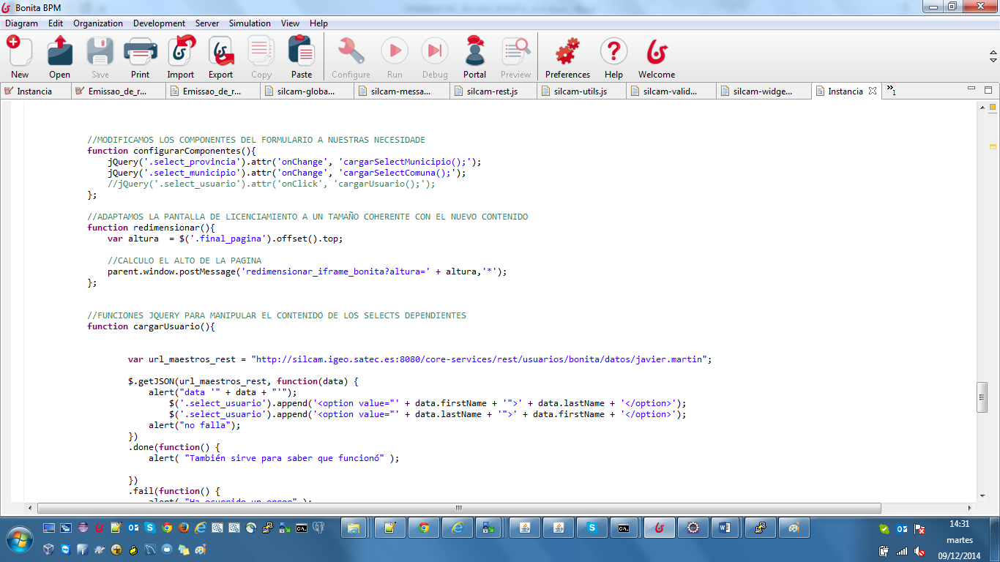 Bonita BPM
Diagram Edit Organization Development Server Simulation View Help
New Open Save Print Import Export Copy Paste Configure Run Debug Portal Preview Preferences Help Welcome
Instancia Emissao_de_r... Emissao_de_r... silcam-globa... silcam-messa... silcam-rest.js silcam-utils.js silcam-valid... silcam-widge... Instancia »1
//MODIFICAMOS LOS COMPONENTES DEL FORMULARIO A NUESTRAS NECESIDADE
function configurarComponentes(){
jQuery('.select_provincia').attr('onChange', 'cargarSelectMunicipio();');
jQuery('.select_municipio').attr('onChange', 'cargarSelectComuna();');
//jQuery('.select_usuario').attr('onClick', 'cargarUsuario();');
};
//ADAPTAMOS LA PANTALLA DE LICENCIAMIENTO A UN TAMAÑO COHERENTE CON EL NUEVO CONTENIDO
function redimensionar(){
var altura  = $('.final_pagina').offset().top;
//CALCULO EL ALTO DE LA PAGINA
parent.window.postMessage('redimensionar_iframe_bonita?altura=' + altura,'*');
};
//FUNCIONES JQUERY PARA MANIPULAR EL CONTENIDO DE LOS SELECTS DEPENDIENTES
function cargarUsuario(){
var url_maestros_rest = "http://silcam.igeo.satec.es:8080/core-services/rest/usuarios/bonita/datos/javier.martin";
$.getJSON(url_maestros_rest, function(data) {
alert("data '" + data + "'");
$('.select_usuario').append('<option value="' + data.firstName + '">' + data.lastName + '</option>');
$('.select_usuario').append('<option value="' + data.lastName + '">' + data.firstName + '</option>');
alert("no falla");
})
.done(function() {
alert( "También sirve para saber que funcionó" );
})
.fail(function() {
alert( "Ha ocurrido un error" );
14:31
martes
09/12/2014